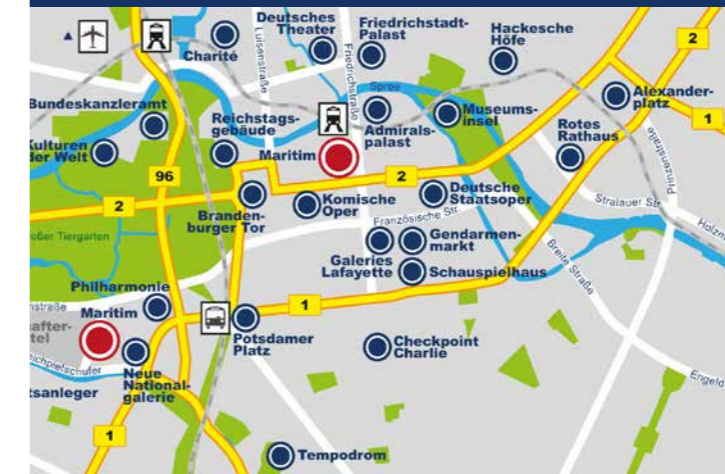 Deutsches
Theater
Friedrichstadt-
Palast
Hackesche
Höfe
2
Charité
Luisenstraße
Friedrichstraße
Spree
Alexander-
platz
Bundeskanzleramt
Reichstags-
gebäude
Admirals-
palast
Museums-
insel
Rotes
Rathaus
1
Kulturen
der Welt
Maritim
Prinzenstraße
96
2
2
Branden-
burger Tor
Komische
Oper
Deutsche
Staatsoper
Stralauer Str.
Französische Str.
Gendarmen-
markt
Galeries
Lafayette
Schauspielhaus
Breite Straße
Philharmonie
Maritim
1
Potsdamer
Platz
Checkpoint
Charlie
Neue
National-
galerie
1
Tempodrom